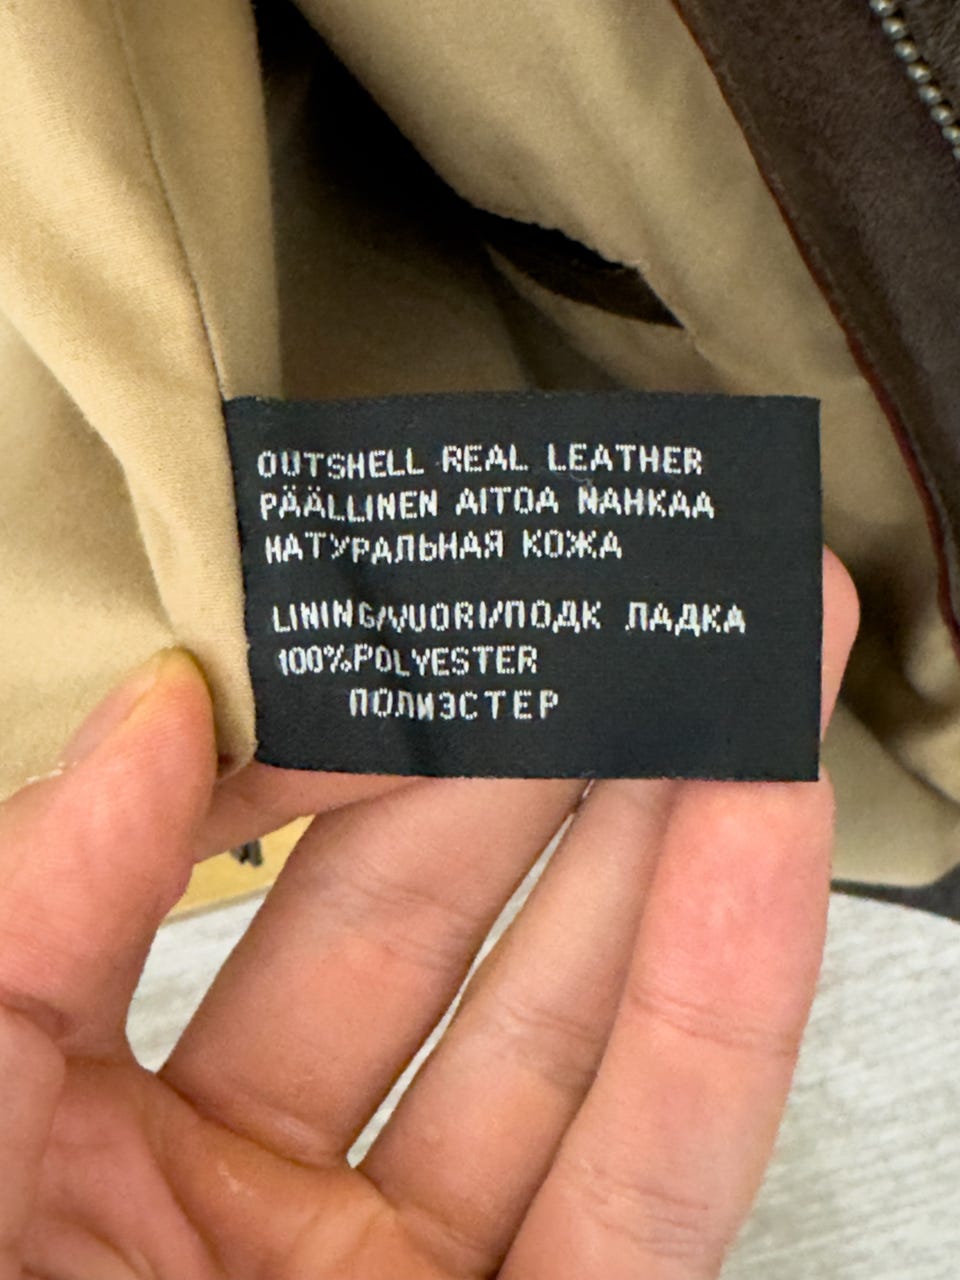 OUTSHELL REAL LEATHER
PÄÄLLINEN AITOA NAHKAA
НАТУРАЛЬНАЯ КОЖА
LINING/VUORI/ПОДК ЛАДКА
100%POLYESTER
ПОЛИЭСТЕР